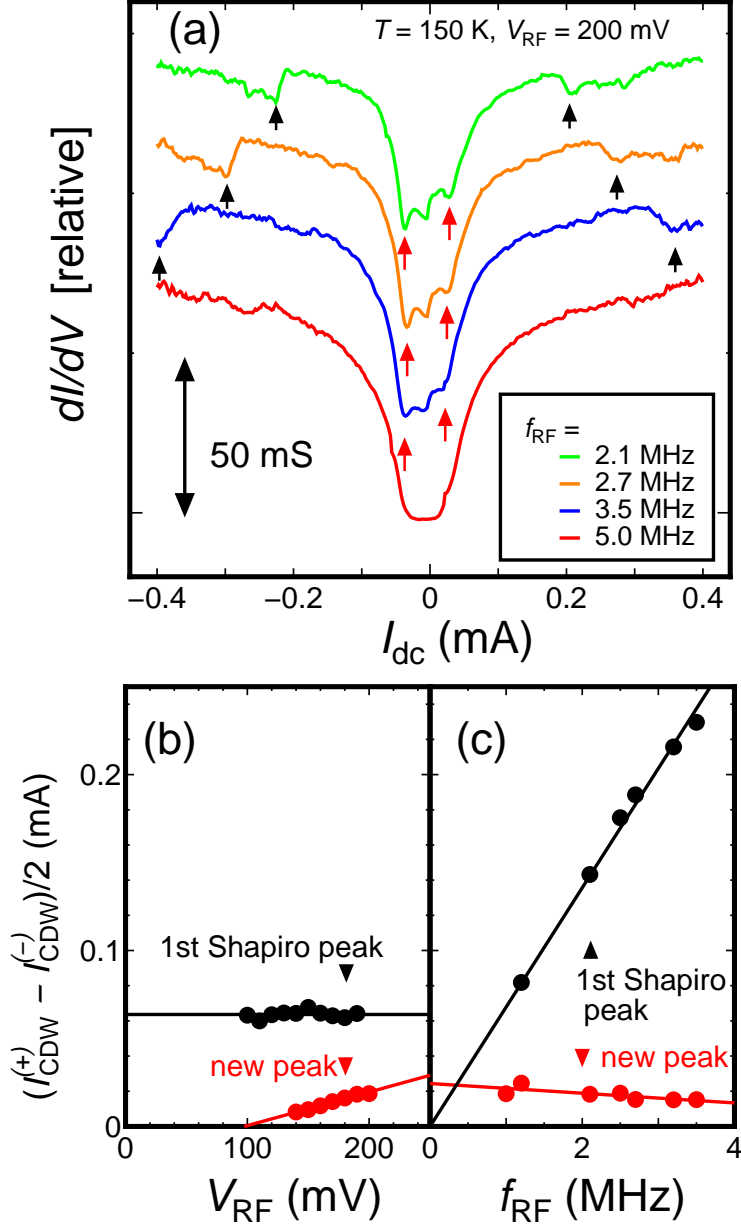 (a)
T = 150 K, V_RF = 200 mV
dI/dV [relative]
50 mS
f_RF =
2.1 MHz
2.7 MHz
3.5 MHz
5.0 MHz
−0.4 −0.2 0 0.2 0.4
I_dc (mA)
(b) (c)
(I_CDW^(+) − I_CDW^(-))/2 (mA)
0.2
0.1
0
1st Shapiro peak
new peak
1st Shapiro
peak
new peak
0 200 0 2 4
V_RF (mV) f_RF (MHz)